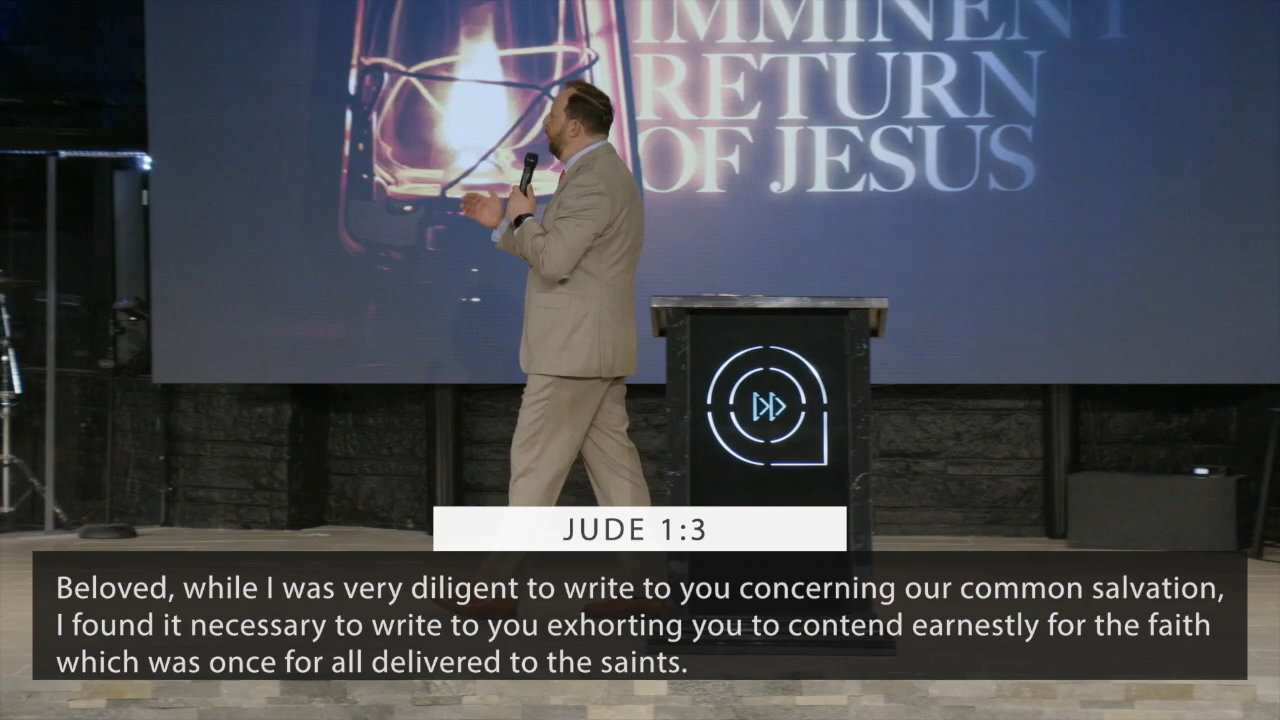 IMMINENT
RETURN
OF JESUS
JUDE 1:3
Beloved, while I was very diligent to write to you concerning our common salvation,
I found it necessary to write to you exhorting you to contend earnestly for the faith
which was once for all delivered to the saints.